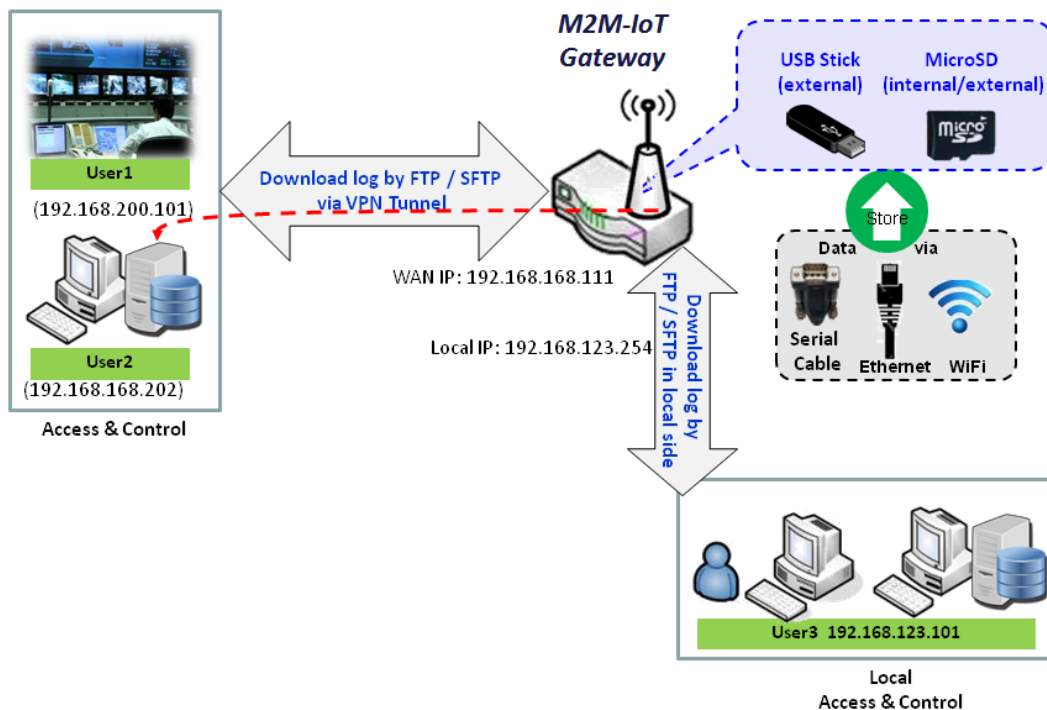 M2M-IoT
Gateway
USB Stick
(external)
MicroSD
(internal/external)
Micro
SD
User1
(192.168.200.101)
Download log by FTP / SFTP
via VPN Tunnel
Store
Data via
WAN IP: 192.168.168.111
Serial
Cable
Ethernet
WiFi
Local IP: 192.168.123.254
Download log by
FTP / SFTP in local side
User2
(192.168.168.202)
Access & Control
User3 192.168.123.101
Local
Access & Control